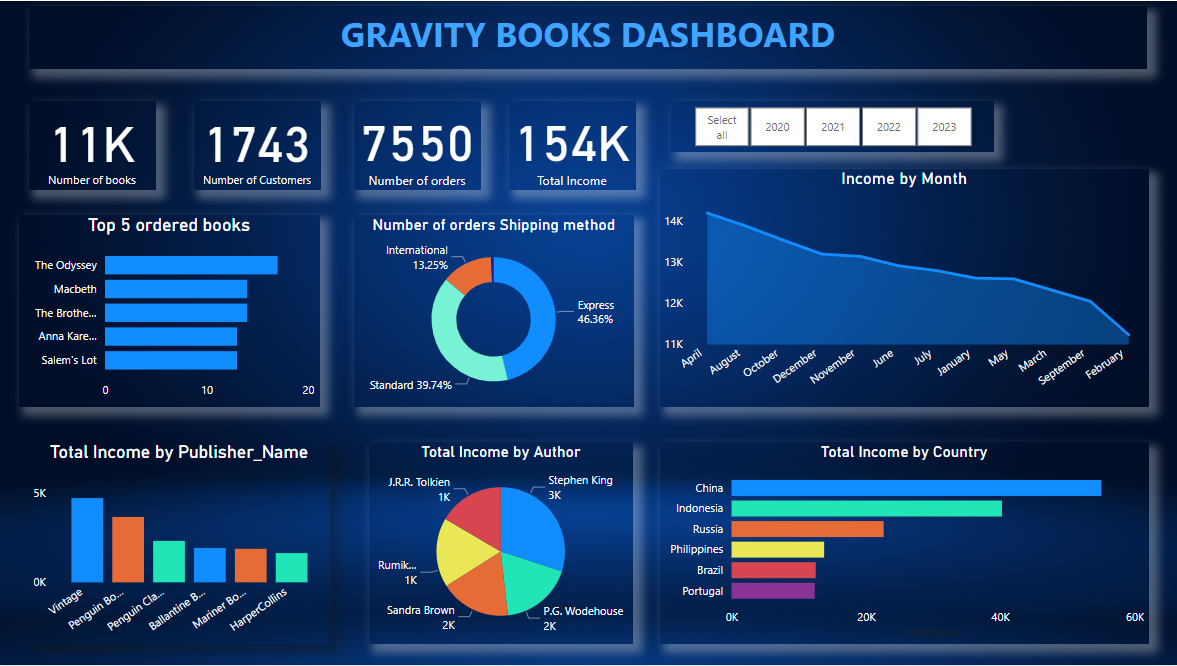 GRAVITY BOOKS DASHBOARD
11K
Number of books
1743
Number of Customers
7550
Number of orders
154K
Total Income
Select
all
2020
2021
2022
2023
Top 5 ordered books
The Odyssey
Macbeth
The Brothe...
Anna Kare...
Salem's Lot
0 10 20
Number of orders Shipping method
International
13.25%
Express
46.36%
Standard 39.74%
Income by Month
14K
13K
12K
11K
April August October December November June July January May March September February
Total Income by Publisher_Name
5K
0K
Vintage Penguin Bo... Penguin Cla... Ballantine B... Mariner Bo... HarperCollins
Total Income by Author
J.R.R. Tolkien
1K
Stephen King
3K
Rumik...
1K
Sandra Brown
2K
P.G. Wodehouse
2K
Total Income by Country
China
Indonesia
Russia
Philippines
Brazil
Portugal
0K 20K 40K 60K
Total Income